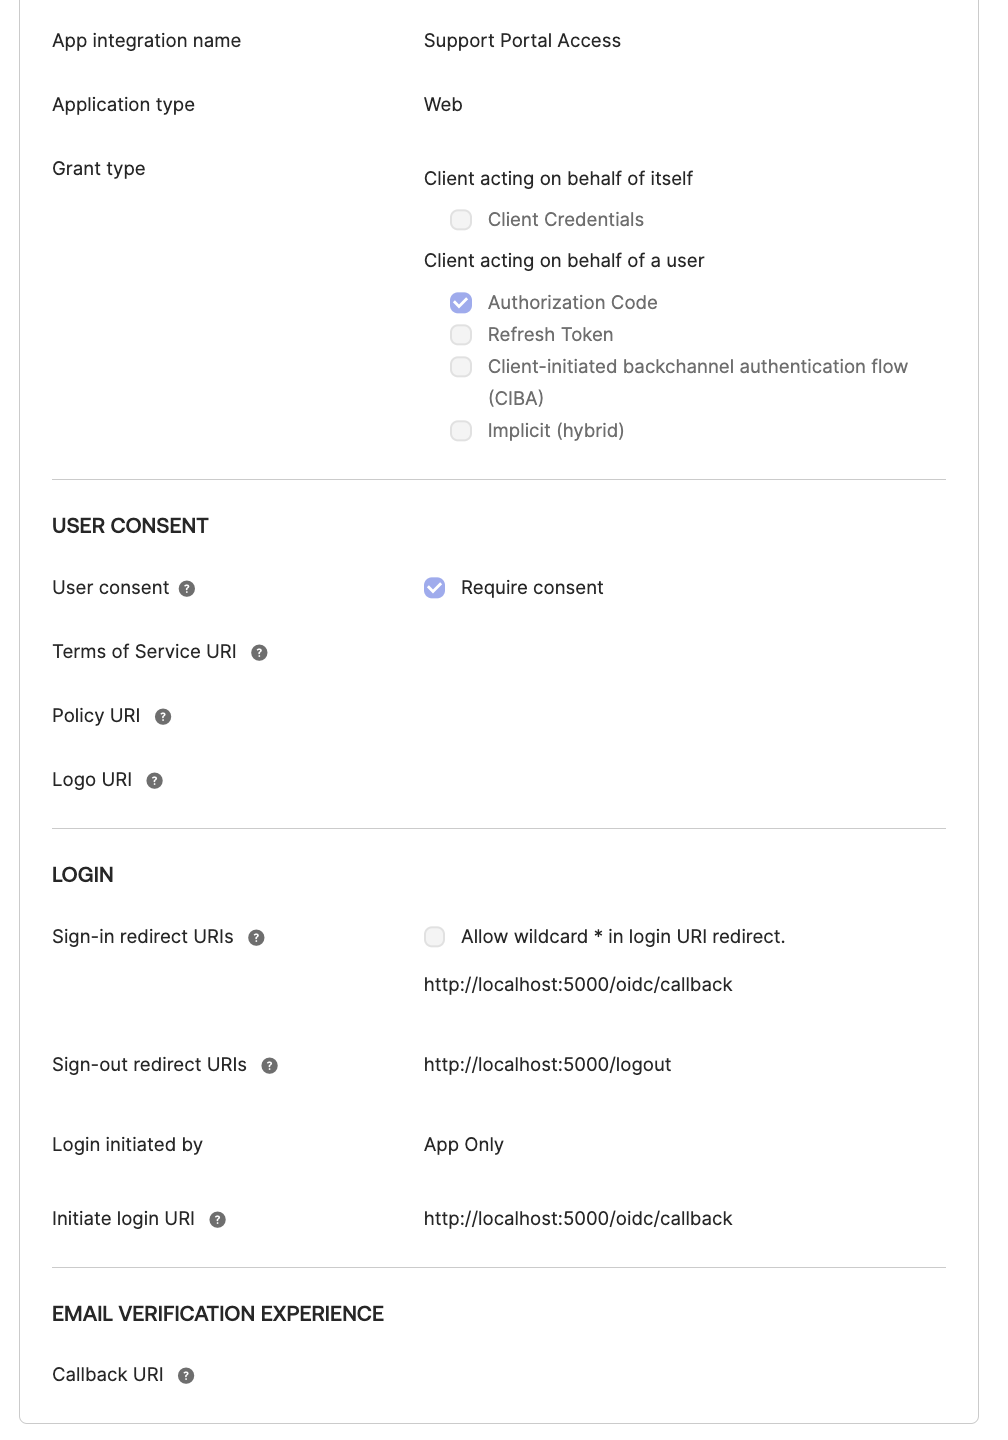 App integration name
Support Portal Access
Application type
Web
Grant type
Client acting on behalf of itself
Client Credentials
Client acting on behalf of a user
Authorization Code
Refresh Token
Client-initiated backchannel authentication flow
(CIBA)
Implicit (hybrid)
USER CONSENT
User consent ?
Require consent
Terms of Service URI ?
Policy URI ?
Logo URI ?
LOGIN
Sign-in redirect URIs ?
Allow wildcard * in login URI redirect.
http://localhost:5000/oidc/callback
Sign-out redirect URIs ?
http://localhost:5000/logout
Login initiated by
App Only
Initiate login URI ?
http://localhost:5000/oidc/callback
EMAIL VERIFICATION EXPERIENCE
Callback URI ?